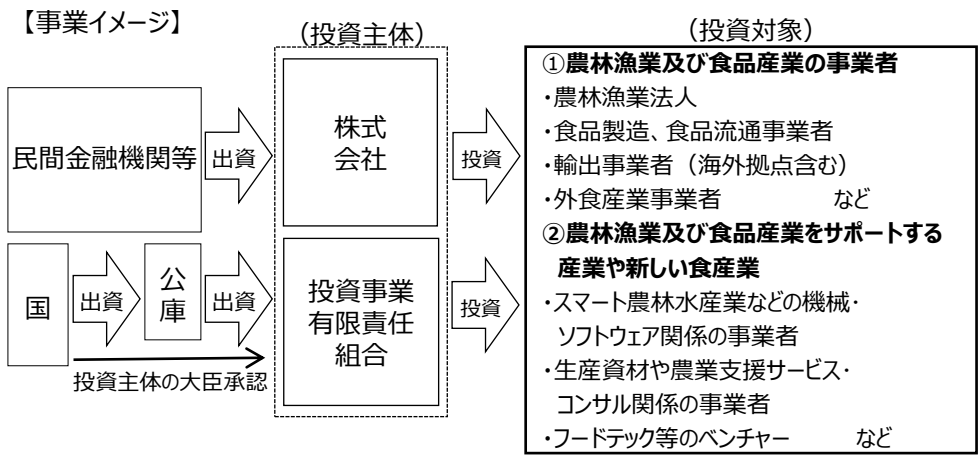 【事業イメージ】
（投資主体）
（投資対象）
民間金融機関等
出資
株式
会社
投資
国
出資
公
庫
出資
投資事業
有限責任
組合
投資
投資主体の大臣承認
①農林漁業及び食品産業の事業者
・農林漁業法人
・食品製造、食品流通事業者
・輸出事業者（海外拠点含む）
・外食産業事業者　など
②農林漁業及び食品産業をサポートする
産業や新しい食産業
・スマート農林水産業などの機械・
ソフトウェア関係の事業者
・生産資材や農業支援サービス・
コンサル関係の事業者
・フードテック等のベンチャー　など